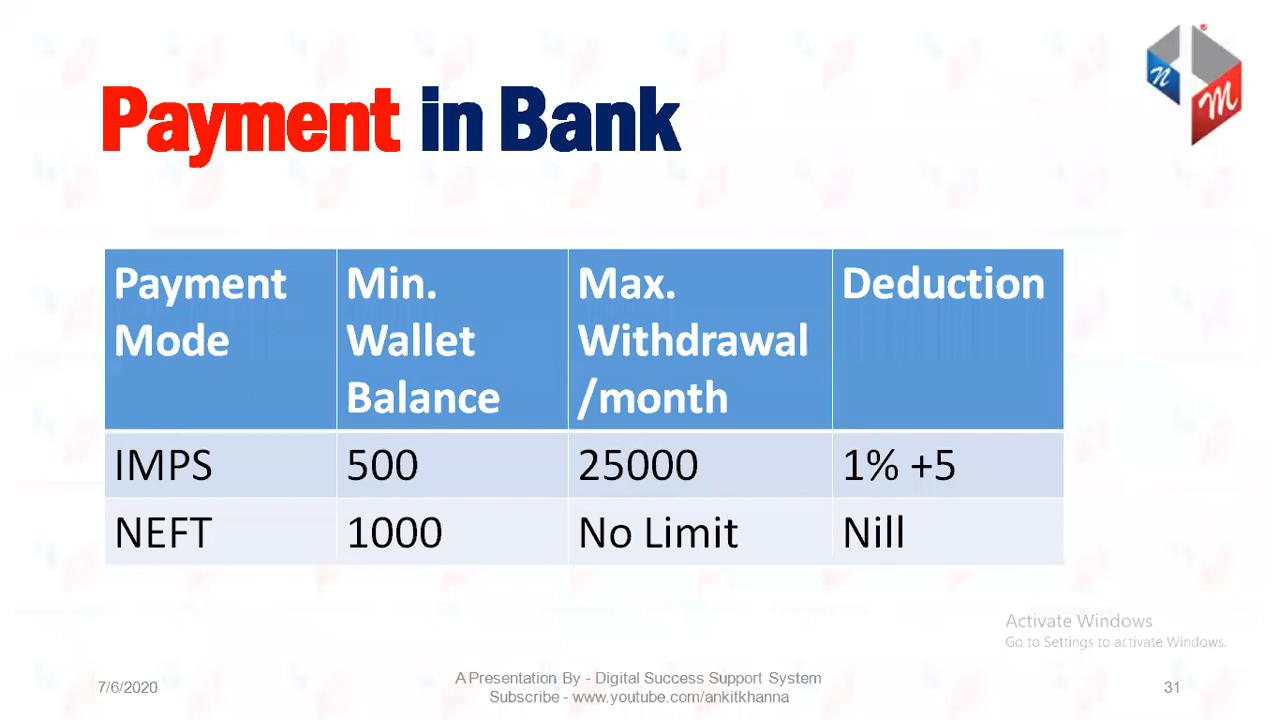 Payment in Bank
n
M
Payment Mode | Min. Wallet Balance | Max. Withdrawal /month | Deduction
IMPS | 500 | 25000 | 1% +5
NEFT | 1000 | No Limit | Nill
Activate Windows
Go to Settings to activate Windows.
7/6/2020
A Presentation By - Digital Success Support System
Subscribe - www.youtube.com/ankitkhanna
31